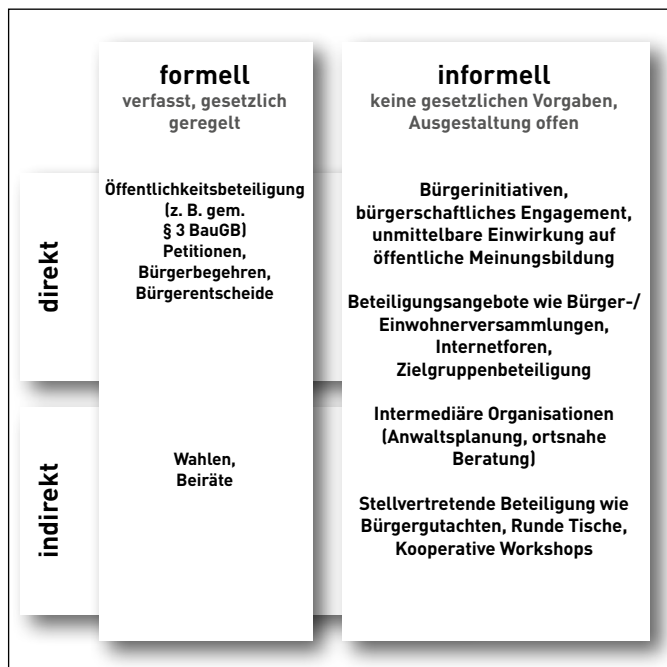 formell
verfasst, gesetzlich
geregelt
informell
keine gesetzlichen Vorgaben,
Ausgestaltung offen
direkt
Öffentlichkeitsbeteiligung
(z. B. gem.
§ 3 BauGB)
Petitionen,
Bürgerbegehren,
Bürgerentscheide
Bürgerinitiativen,
bürgerschaftliches Engagement,
unmittelbare Einwirkung auf
öffentliche Meinungsbildung
Beteiligungsangebote wie Bürger-/
Einwohnerversammlungen,
Internetforen,
Zielgruppenbeteiligung
indirekt
Wahlen,
Beiräte
Intermediäre Organisationen
(Anwaltsplanung, ortsnahe
Beratung)
Stellvertretende Beteiligung wie
Bürgergutachten, Runde Tische,
Kooperative Workshops